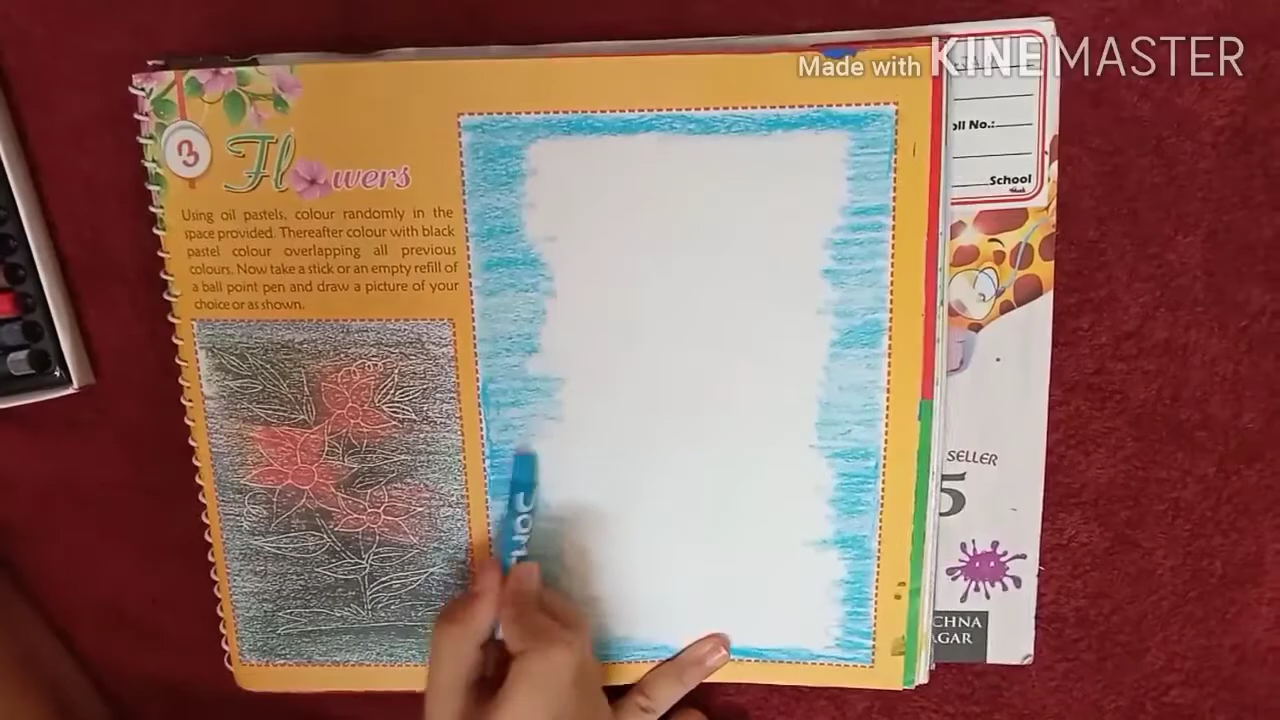 Made with KINEMASTER
3
Flowers
Using oil pastels, colour randomly in the
space provided. Thereafter colour with black
pastel colour overlapping all previous
colours. Now take a stick or an empty refill of
a ball point pen and draw a picture of your
choice or as shown.
oll No.:
School
SELLER
5
CHNA
AGAR